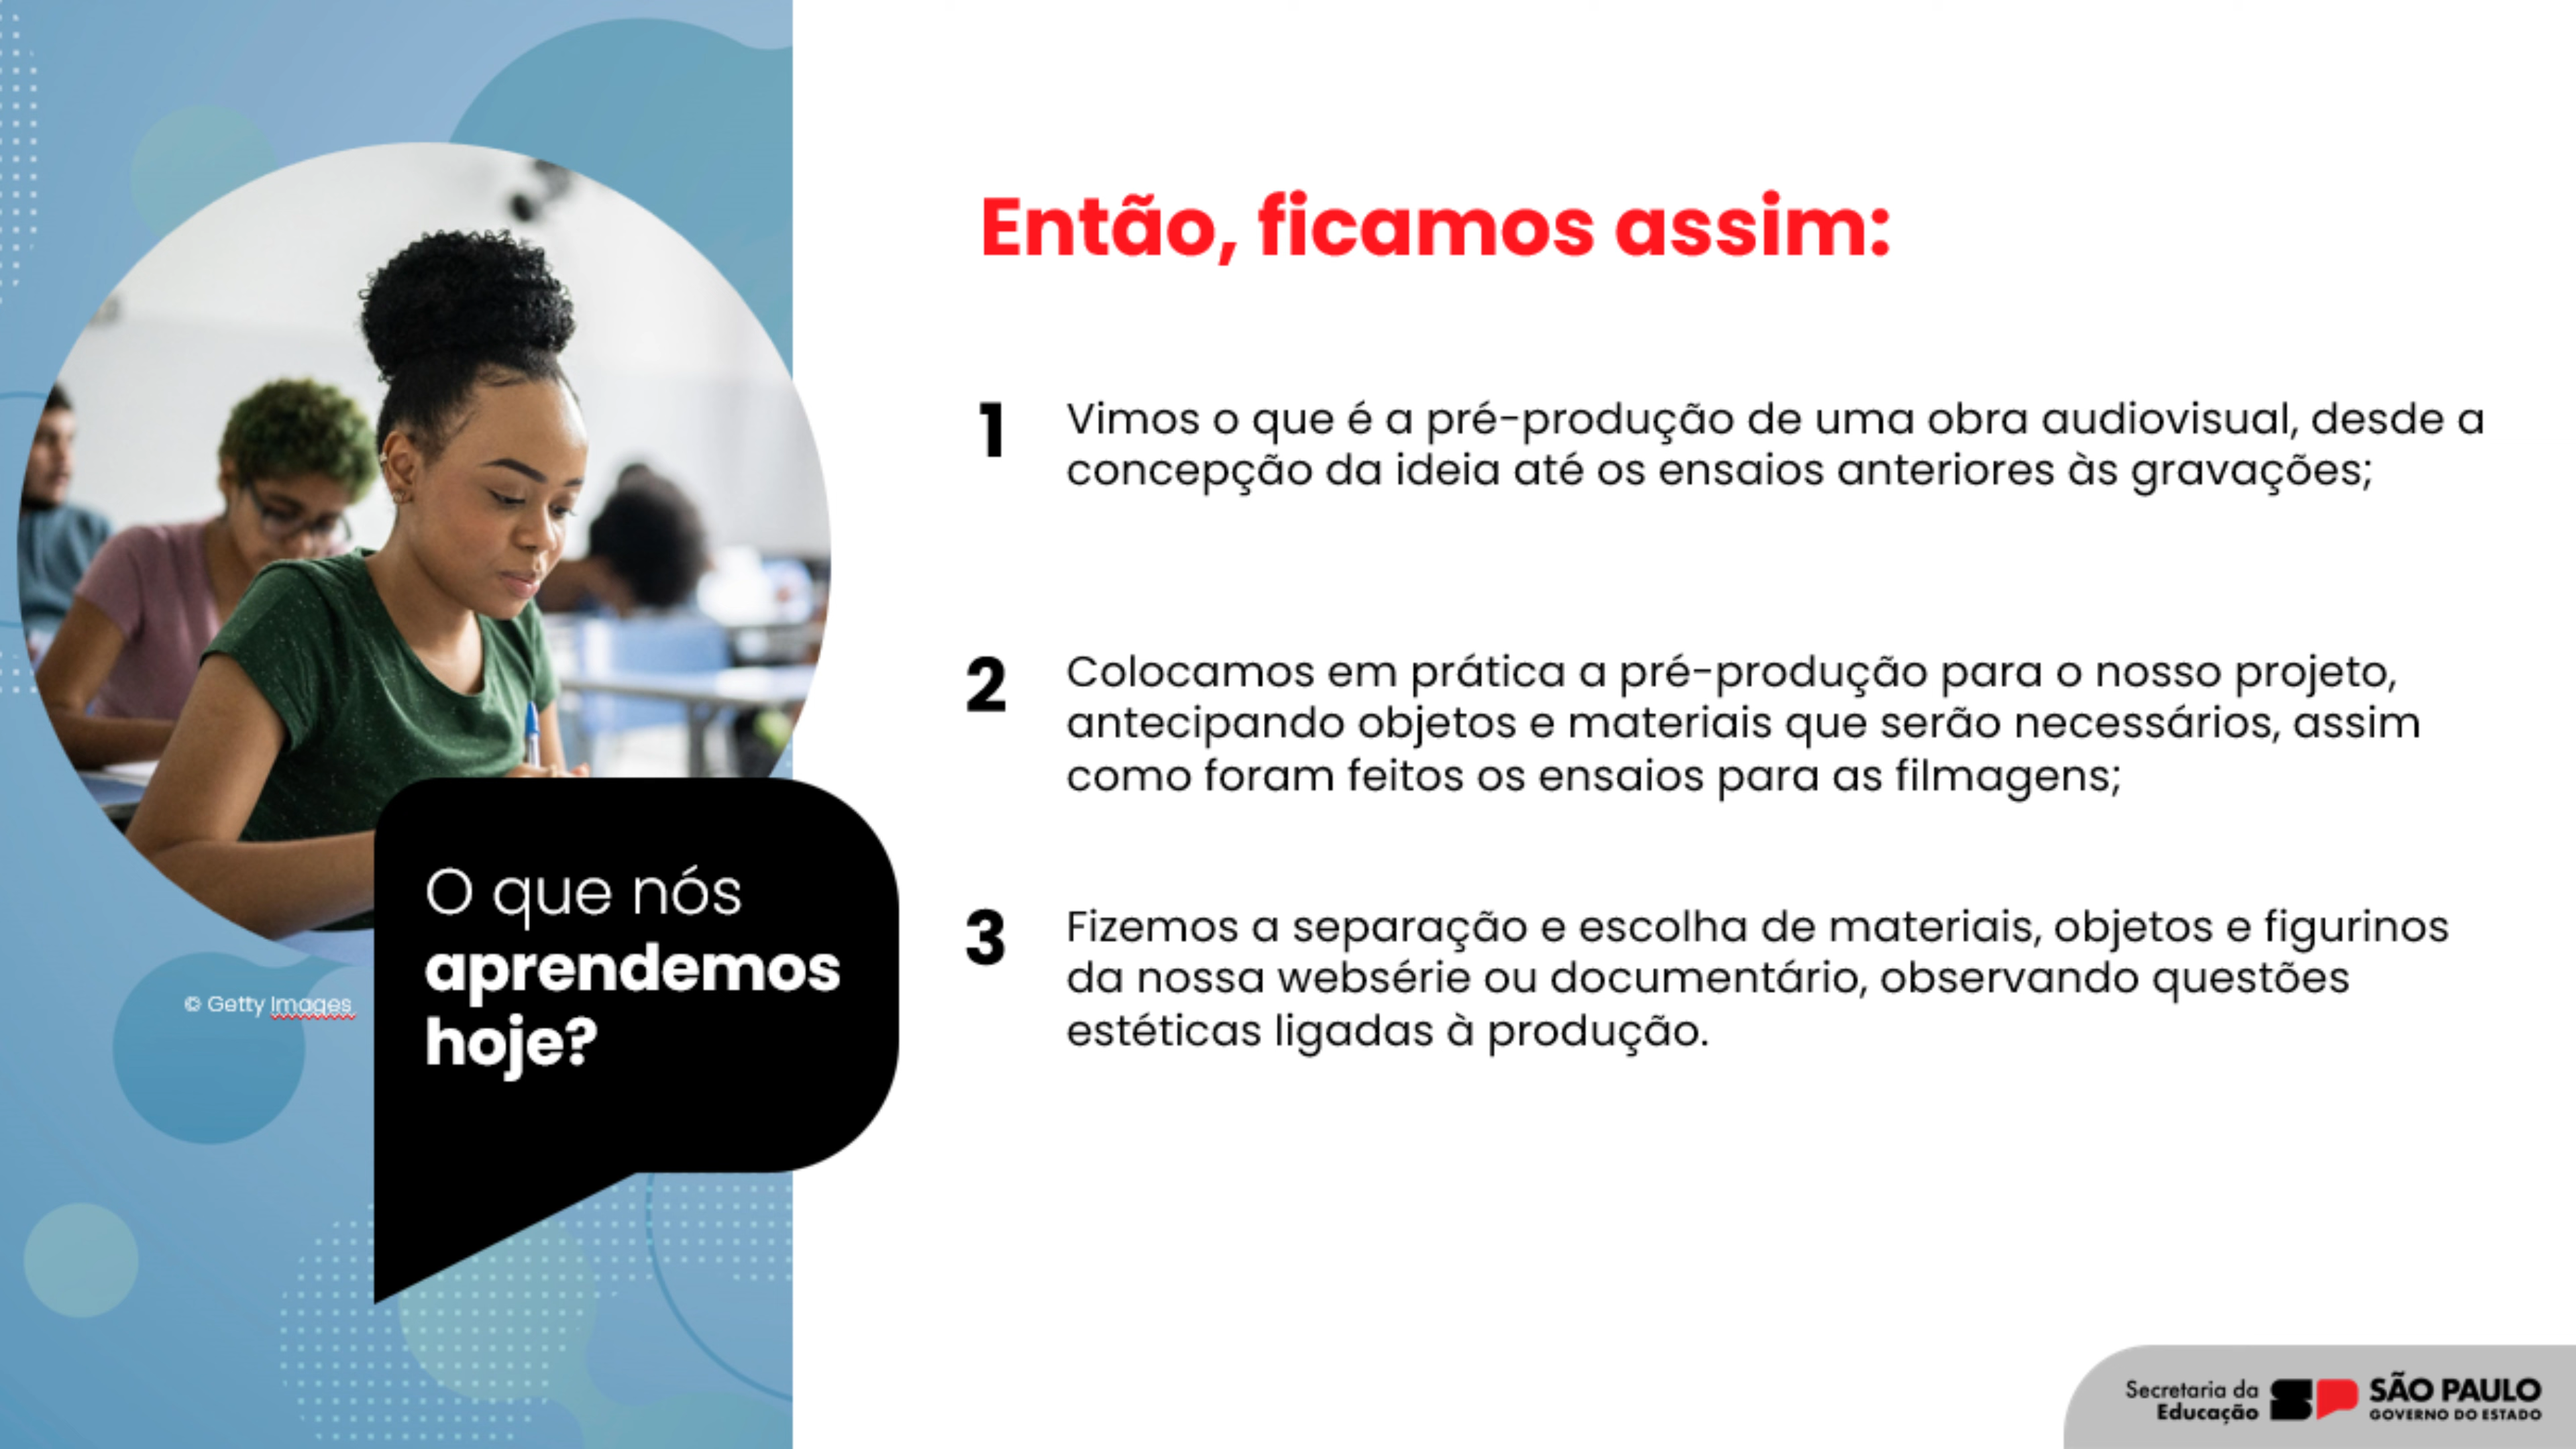 Então, ficamos assim:
1
Vimos o que é a pré-produção de uma obra audiovisual, desde a
concepção da ideia até os ensaios anteriores às gravações;
2
Colocamos em prática a pré-produção para o nosso projeto,
antecipando objetos e materiais que serão necessários, assim
como foram feitos os ensaios para as filmagens;
3
Fizemos a separação e escolha de materiais, objetos e figurinos
da nossa websérie ou documentário, observando questões
estéticas ligadas à produção.
O que nós
aprendemos
hoje?
© Getty Images
Secretaria da
Educação
SP
SÃO PAULO
GOVERNO DO ESTADO